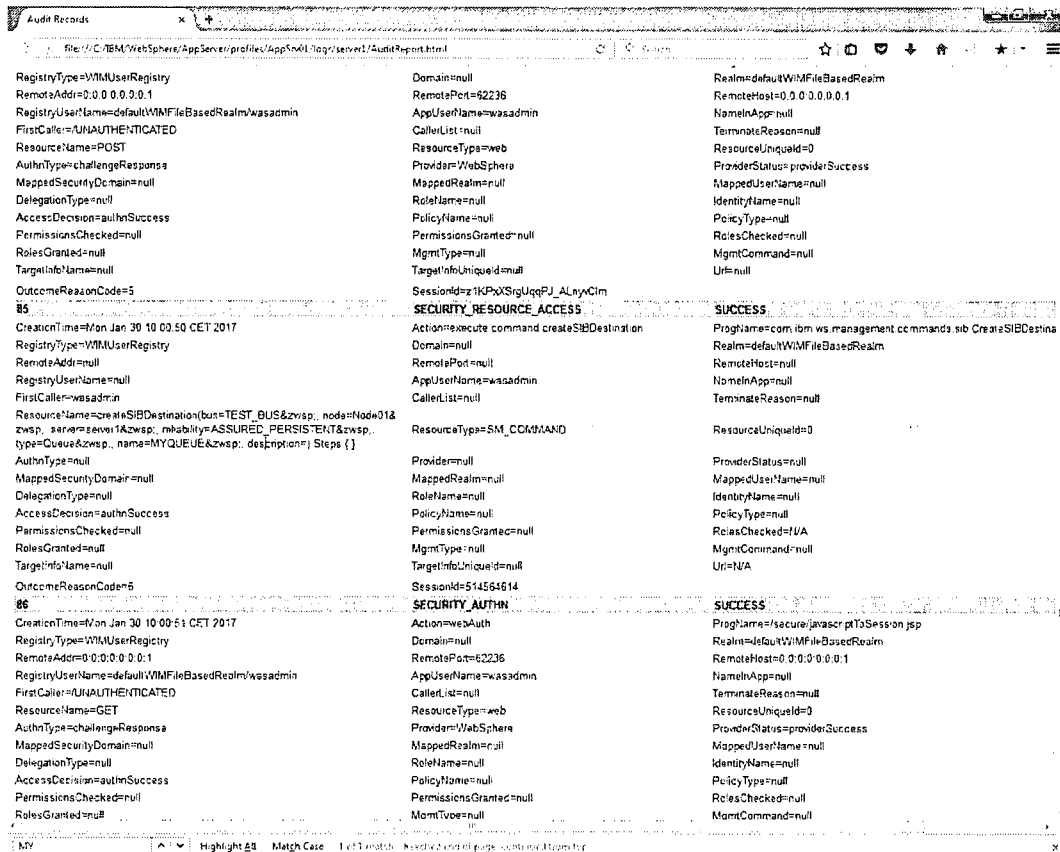 Audit Records
file:///C:/IBM/WebSphere/AppServer/profiles/AppSrv01/logs/server1/AuditReport.html
RegistryType=WIMUserRegistry Domain=null Realm=defaultWIMFileBasedRealm
RemoteAddr=0:0:0:0:0:0:0:1 RemotePort=62236 RemoteHost=0:0:0:0:0:0:0:1
RegistryUserName=defaultWIMFileBasedRealm/wasadmin AppUserName=wasadmin NameInApp=null
FirstCaller=/UNAUTHENTICATED CallerList=null TerminateReason=null
ResourceName=POST ResourceType=web ResourceUniqueId=0
AuthnType=challengeResponse Provider=WebSphere ProviderStatus=providerSuccess
MappedSecurityDomain=null MappedRealm=null MappedUserName=null
DelegationType=null RoleName=null IdentityName=null
AccessDecision=authnSuccess PolicyName=null PolicyType=null
PermissionsChecked=null PermissionsGranted=null RolesChecked=null
RolesGranted=null MgmtType=null MgmtCommand=null
TargetInfoName=null TargetInfoUniqueId=null Url=null
OutcomeReasonCode=5 SessionId=z1KPxXSrgUqqPJ_ALnyvClm
85 SECURITY_RESOURCE_ACCESS SUCCESS
CreationTime=Mon Jan 30 10:00:50 CET 2017 Action=execute command createSIBDestination ProgName=com.ibm.ws.management.commands.sib.CreateSIBDestina
RegistryType=WIMUserRegistry Domain=null Realm=defaultWIMFileBasedRealm
RemoteAddr=null RemotePort=null RemoteHost=null
RegistryUserName=null AppUserName=wasadmin NameInApp=null
FirstCaller=wasadmin CallerList=null TerminateReason=null
ResourceName=createSIBDestination(bus=TEST_BUS&zwsp;, node=Node01&
zwsp;, server=server1&zwsp;, reliability=ASSURED_PERSISTENT&zwsp;, ResourceType=SM_COMMAND ResourceUniqueId=0
type=Queue&zwsp;, name=MYQUEUE&zwsp;, description=) Steps { }
AuthnType=null Provider=null ProviderStatus=null
MappedSecurityDomain=null MappedRealm=null MappedUserName=null
DelegationType=null RoleName=null IdentityName=null
AccessDecision=authnSuccess PolicyName=null PolicyType=null
PermissionsChecked=null PermissionsGranted=null RolesChecked=N/A
RolesGranted=null MgmtType=null MgmtCommand=null
TargetInfoName=null TargetInfoUniqueId=null Url=N/A
OutcomeReasonCode=5 SessionId=514564614
86 SECURITY_AUTHN SUCCESS
CreationTime=Mon Jan 30 10:00:51 CET 2017 Action=webAuth ProgName=/secure/javascriptToSession.jsp
RegistryType=WIMUserRegistry Domain=null Realm=defaultWIMFileBasedRealm
RemoteAddr=0:0:0:0:0:0:0:1 RemotePort=62236 RemoteHost=0:0:0:0:0:0:0:1
RegistryUserName=defaultWIMFileBasedRealm/wasadmin AppUserName=wasadmin NameInApp=null
FirstCaller=/UNAUTHENTICATED CallerList=null TerminateReason=null
ResourceName=GET ResourceType=web ResourceUniqueId=0
AuthnType=challengeResponse Provider=WebSphere ProviderStatus=providerSuccess
MappedSecurityDomain=null MappedRealm=null MappedUserName=null
DelegationType=null RoleName=null IdentityName=null
AccessDecision=authnSuccess PolicyName=null PolicyType=null
PermissionsChecked=null PermissionsGranted=null RolesChecked=null
RolesGranted=null MgmtType=null MgmtCommand=null
MY Highlight All Match Case 1 of 1 match Reached end of page, continued from top